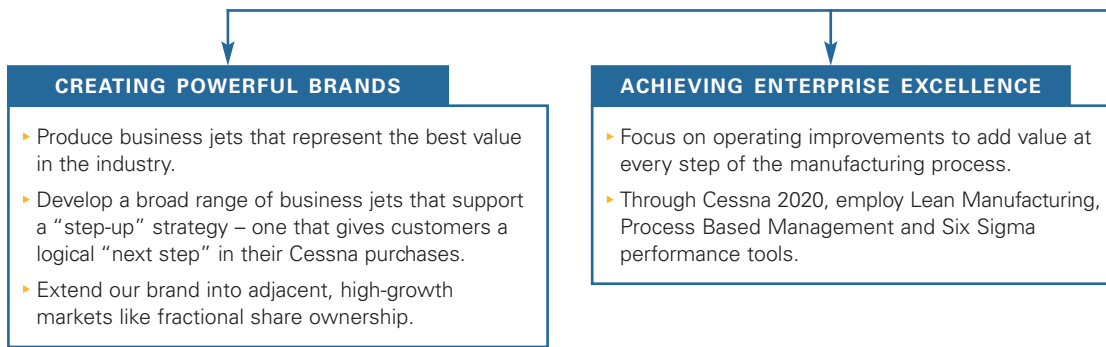 CREATING POWERFUL BRANDS
▸ Produce business jets that represent the best value
in the industry.
▸ Develop a broad range of business jets that support
a “step-up” strategy – one that gives customers a
logical “next step” in their Cessna purchases.
▸ Extend our brand into adjacent, high-growth
markets like fractional share ownership.
ACHIEVING ENTERPRISE EXCELLENCE
▸ Focus on operating improvements to add value at
every step of the manufacturing process.
▸ Through Cessna 2020, employ Lean Manufacturing,
Process Based Management and Six Sigma
performance tools.